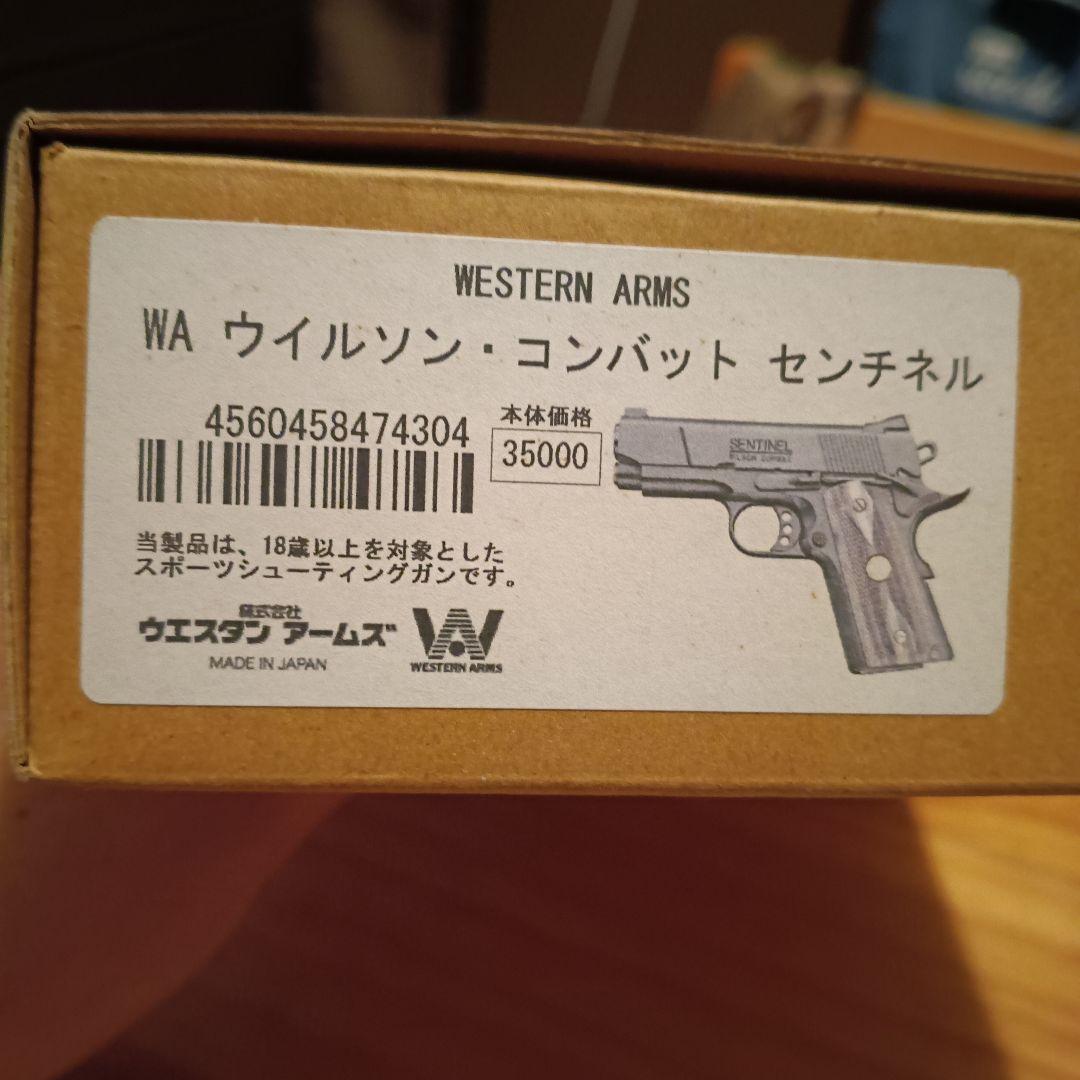 WESTERN ARMS
WA ウイルソン・コンバット センチネル
4560458474304
本体価格
35000
SENTINEL
当製品は、18歳以上を対象とした
スポーツシューティングガンです。
株式会社
ウエスタン アームズ
MADE IN JAPAN
WA
WESTERN ARMS